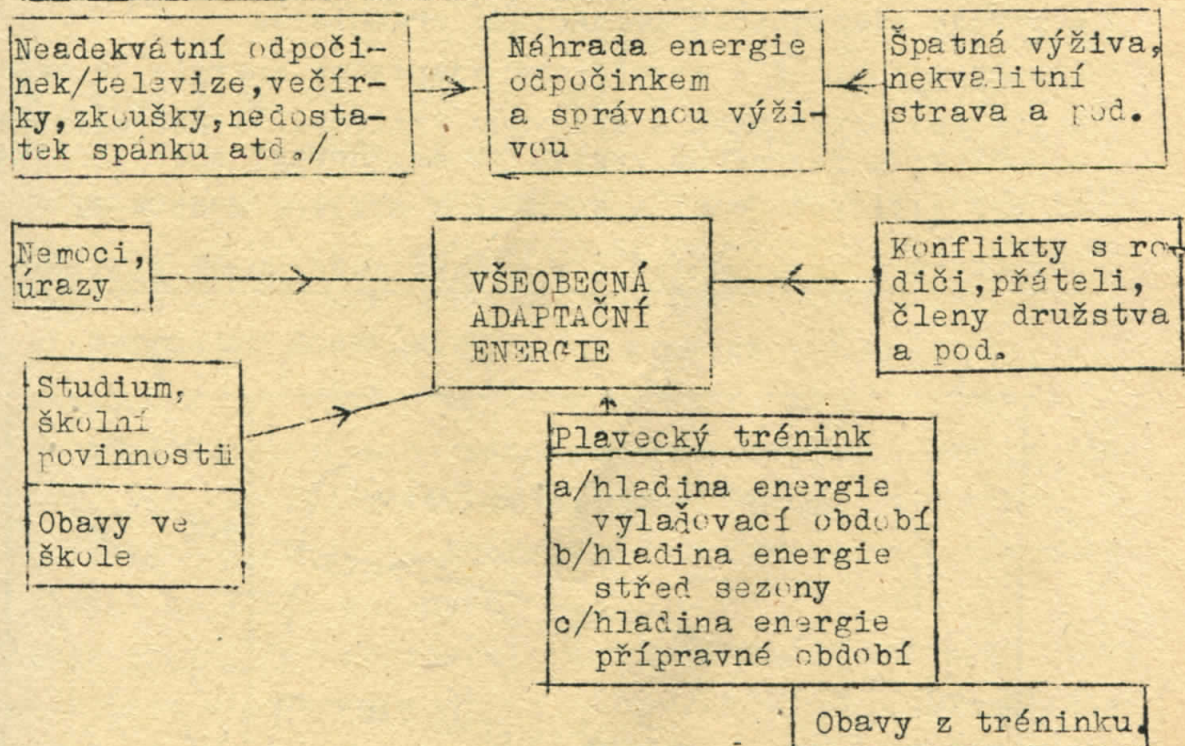 Neadekvátní odpoči-
nek/televize,večír-
ky,zkoušky,nedosta-
tek spánku atd./
Náhrada energie
odpočinkem
a správnou výži-
vou
Špatná výživa,
nekvalitní
strava a pod.
Nemoci,
úrazy
VŠEOBECNÁ
ADAPTAČNÍ
ENERGIE
Konflikty s ro-
diči,přáteli,
členy družstva
a pod.
Studium,
školní
povinnostii
Obavy ve
škole
Plavecký trénink
a/hladina energie
vylaďovací období
b/hladina energie
střed sezony
c/hladina energie
přípravné období
Obavy z tréninku.